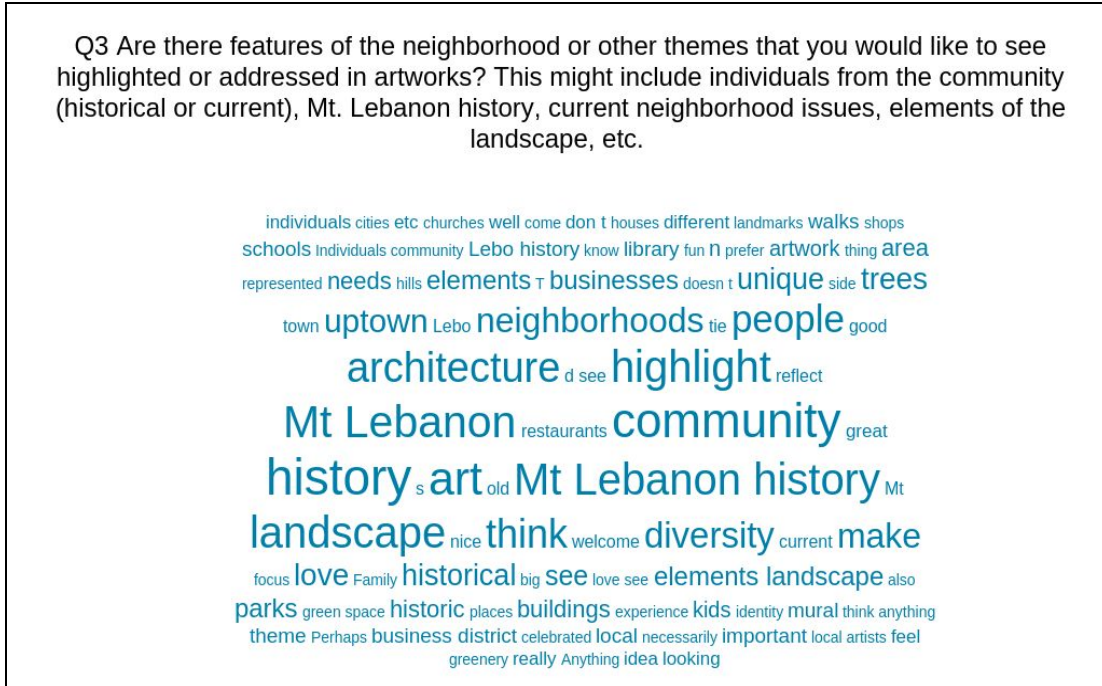 Q3 Are there features of the neighborhood or other themes that you would like to see
highlighted or addressed in artworks? This might include individuals from the community
(historical or current), Mt. Lebanon history, current neighborhood issues, elements of the
landscape, etc.
individuals cities etc churches well come don t houses different landmarks walks shops
schools Individuals community Lebo history know library fun n prefer artwork thing area
represented needs hills elements T businesses doesn t unique side trees
town uptown Lebo neighborhoods tie people good
architecture d see highlight reflect
Mt Lebanon restaurants community great
history s art old Mt Lebanon history Mt
landscape nice think welcome diversity current make
focus love Family historical big see love see elements landscape also
parks green space historic places buildings experience kids identity mural think anything
theme Perhaps business district celebrated local necessarily important local artists feel
greenery really Anything idea looking